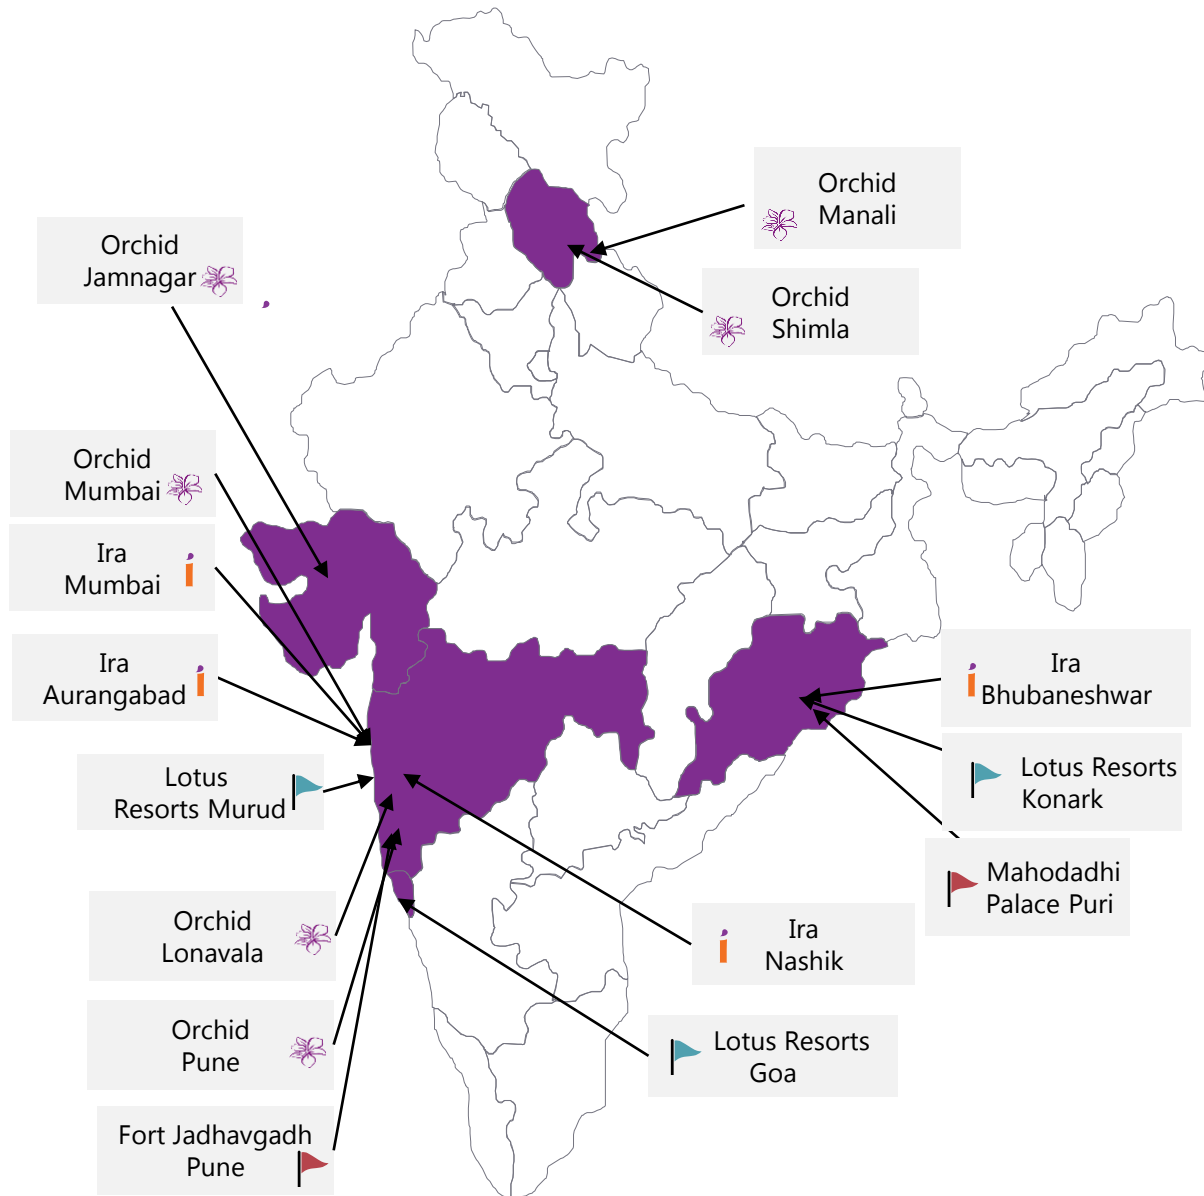 Orchid
Manali
Orchid
Jamnagar
Orchid
Shimla
Orchid
Mumbai
Ira
Mumbai
Ira
Aurangabad
Ira
Bhubaneshwar
Lotus
Resorts Murud
Lotus Resorts
Konark
Mahodadhi
Palace Puri
Orchid
Lonavala
Ira
Nashik
Orchid
Pune
Lotus Resorts
Goa
Fort Jadhavgadh
Pune